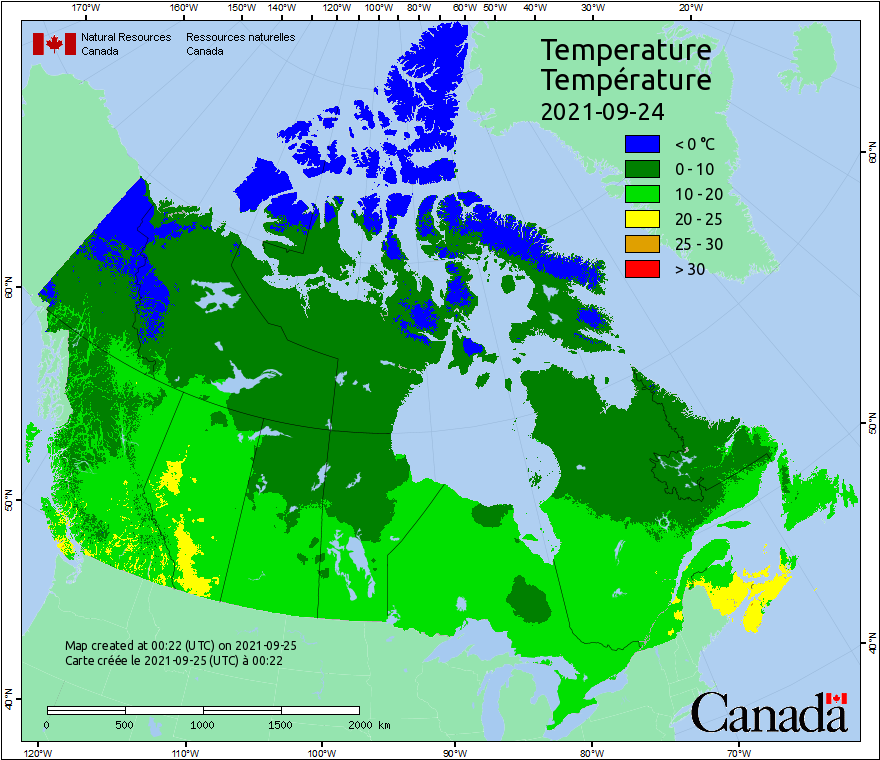 170°W 160°W 150°W 140°W 120°W 100°W 80°W 60°W 50°W 40°W 30°W 20°W
Natural Resources Canada
Ressources naturelles Canada
Temperature
Température
2021-09-24
< 0 °C
0 - 10
10 - 20
20 - 25
25 - 30
> 30
60°N
60°N
50°N
50°N
40°N
40°N
Map created at 00:22 (UTC) on 2021-09-25
Carte créée le 2021-09-25 (UTC) à 00:22
0 500 1000 1500 2000 km
Canada
120°W 110°W 100°W 90°W 80°W 70°W